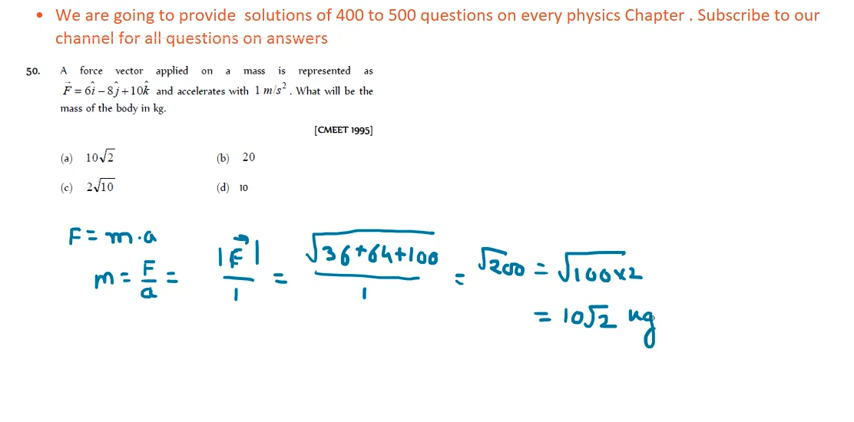 • We are going to provide solutions of 400 to 500 questions on every physics Chapter . Subscribe to our
channel for all questions on answers
50. A force vector applied on a mass is represented as
F⃗ = 6î − 8ĵ + 10k̂ and accelerates with 1 m/s². What will be the
mass of the body in kg.
[CMEET 1995]
(a) 10√2 (b) 20
(c) 2√10 (d) 10
F = m·a
m = F/a = |F⃗|/1 = √36+64+100/1 = √200 = √100×2
= 10√2 kg